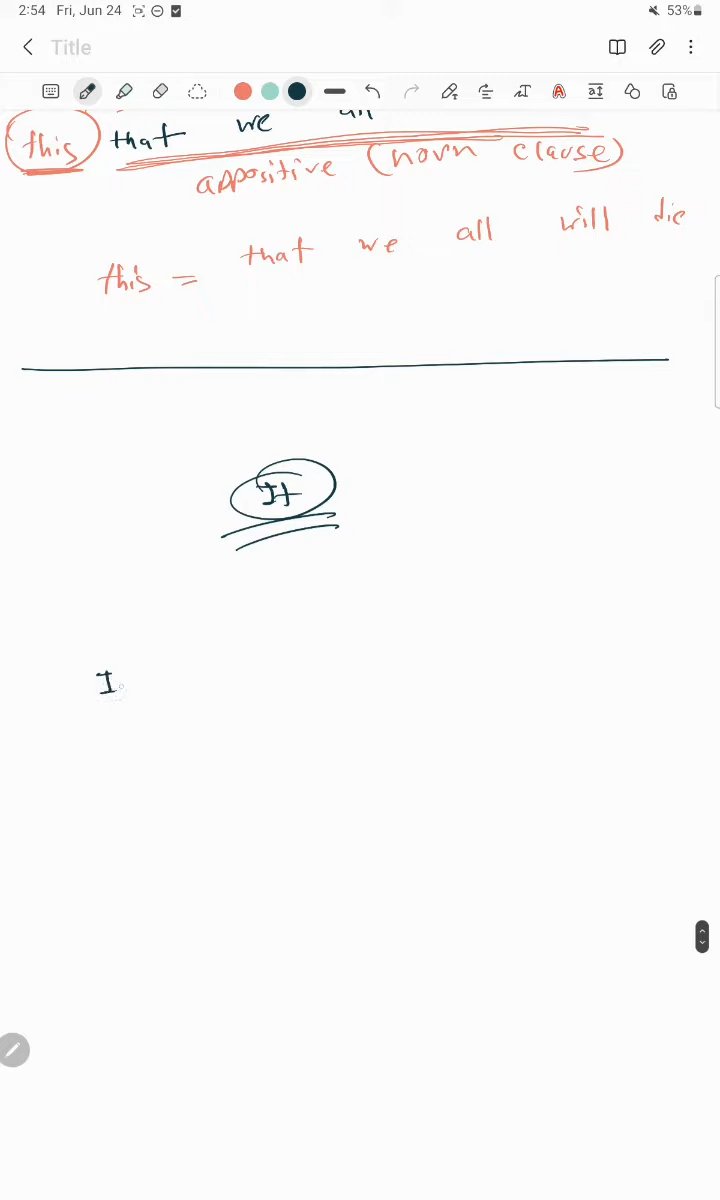 2:54 Fri, Jun 24 53%
Title
this that we all
appositive (noun clause)
this = that we all will die
It
I